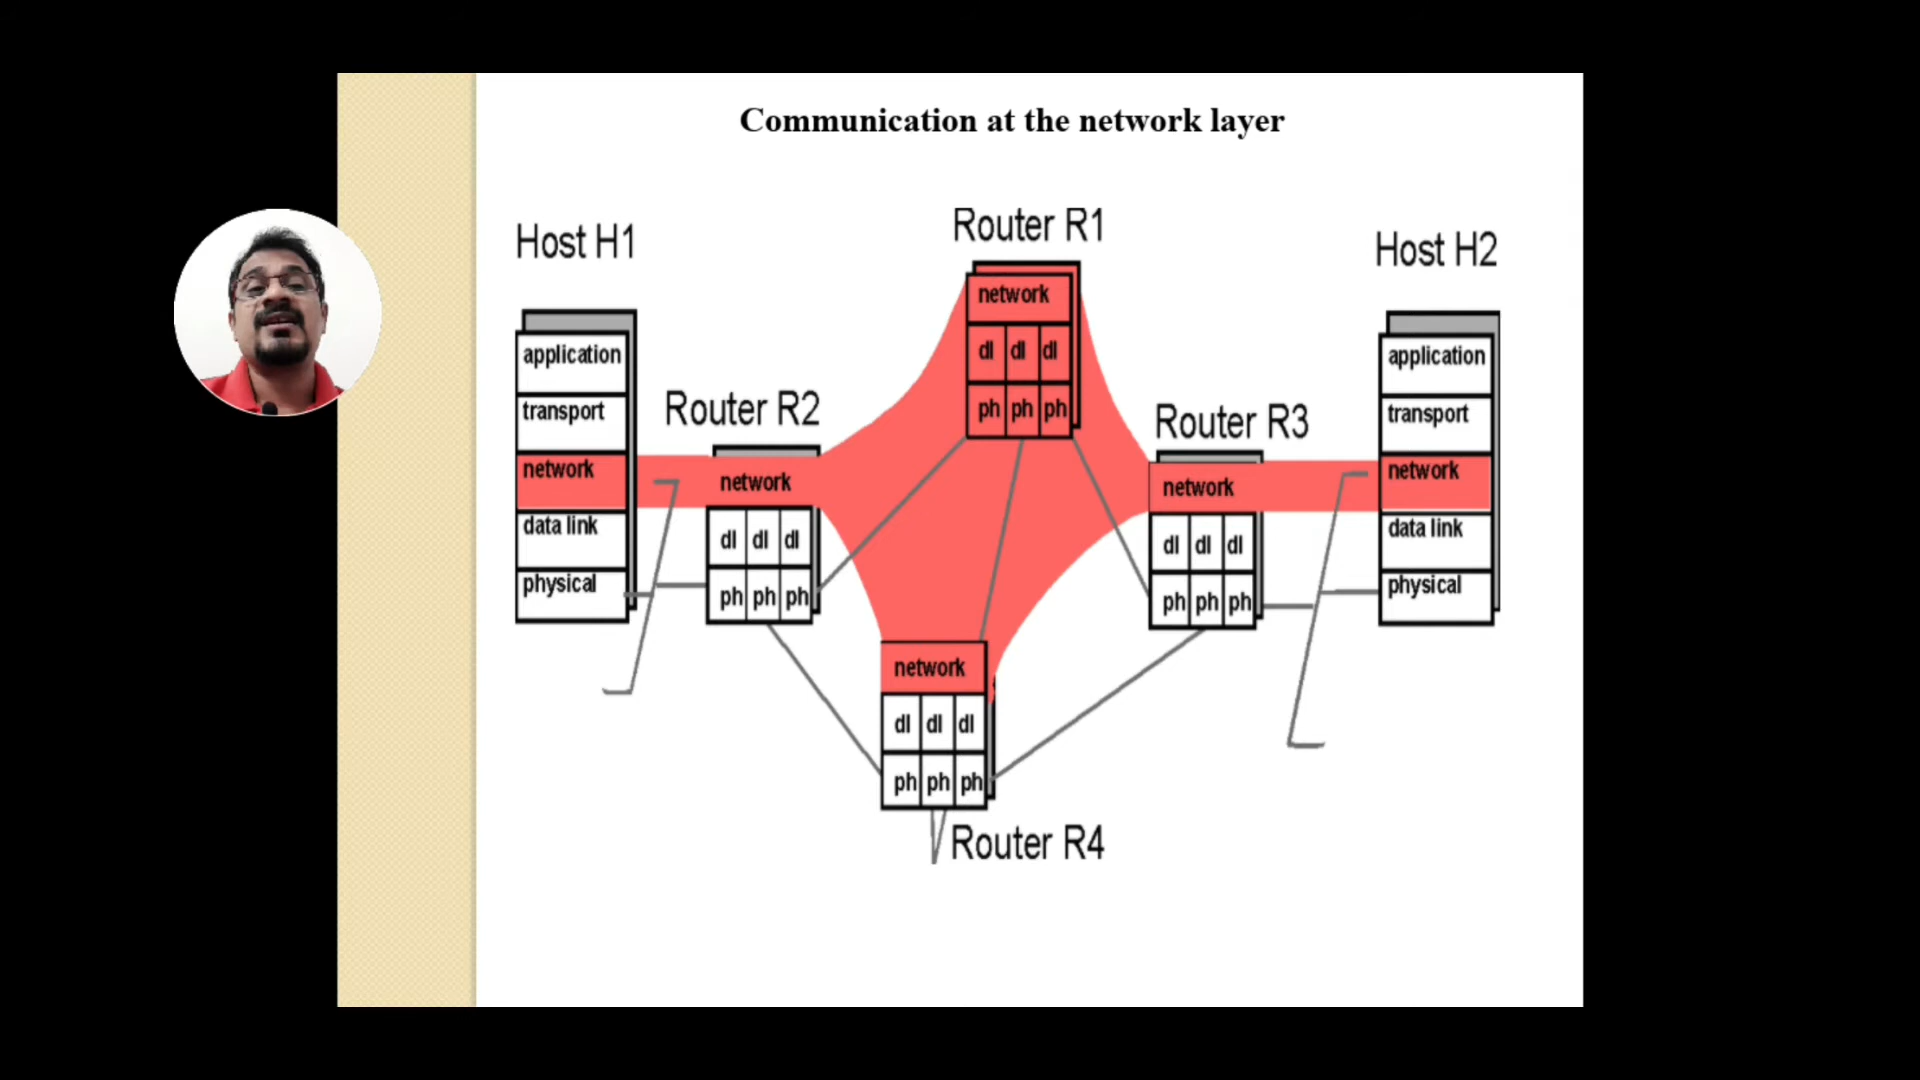 Communication at the network layer
Host H1
application
transport
network
data link
physical
Router R2
network
dl dl dl
ph ph ph
Router R1
network
dl dl dl
ph ph ph
Router R4
network
dl dl dl
ph ph ph
Router R3
network
dl dl dl
ph ph ph
Host H2
application
transport
network
data link
physical